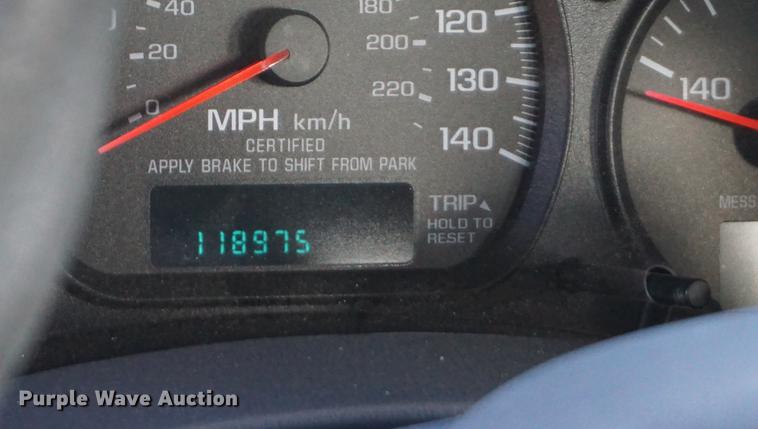 40
20
0
180
200
220
120
130
140
MPH km/h
CERTIFIED
APPLY BRAKE TO SHIFT FROM PARK
118975
TRIP
HOLD TO
RESET
140
MESS
Purple Wave Auction